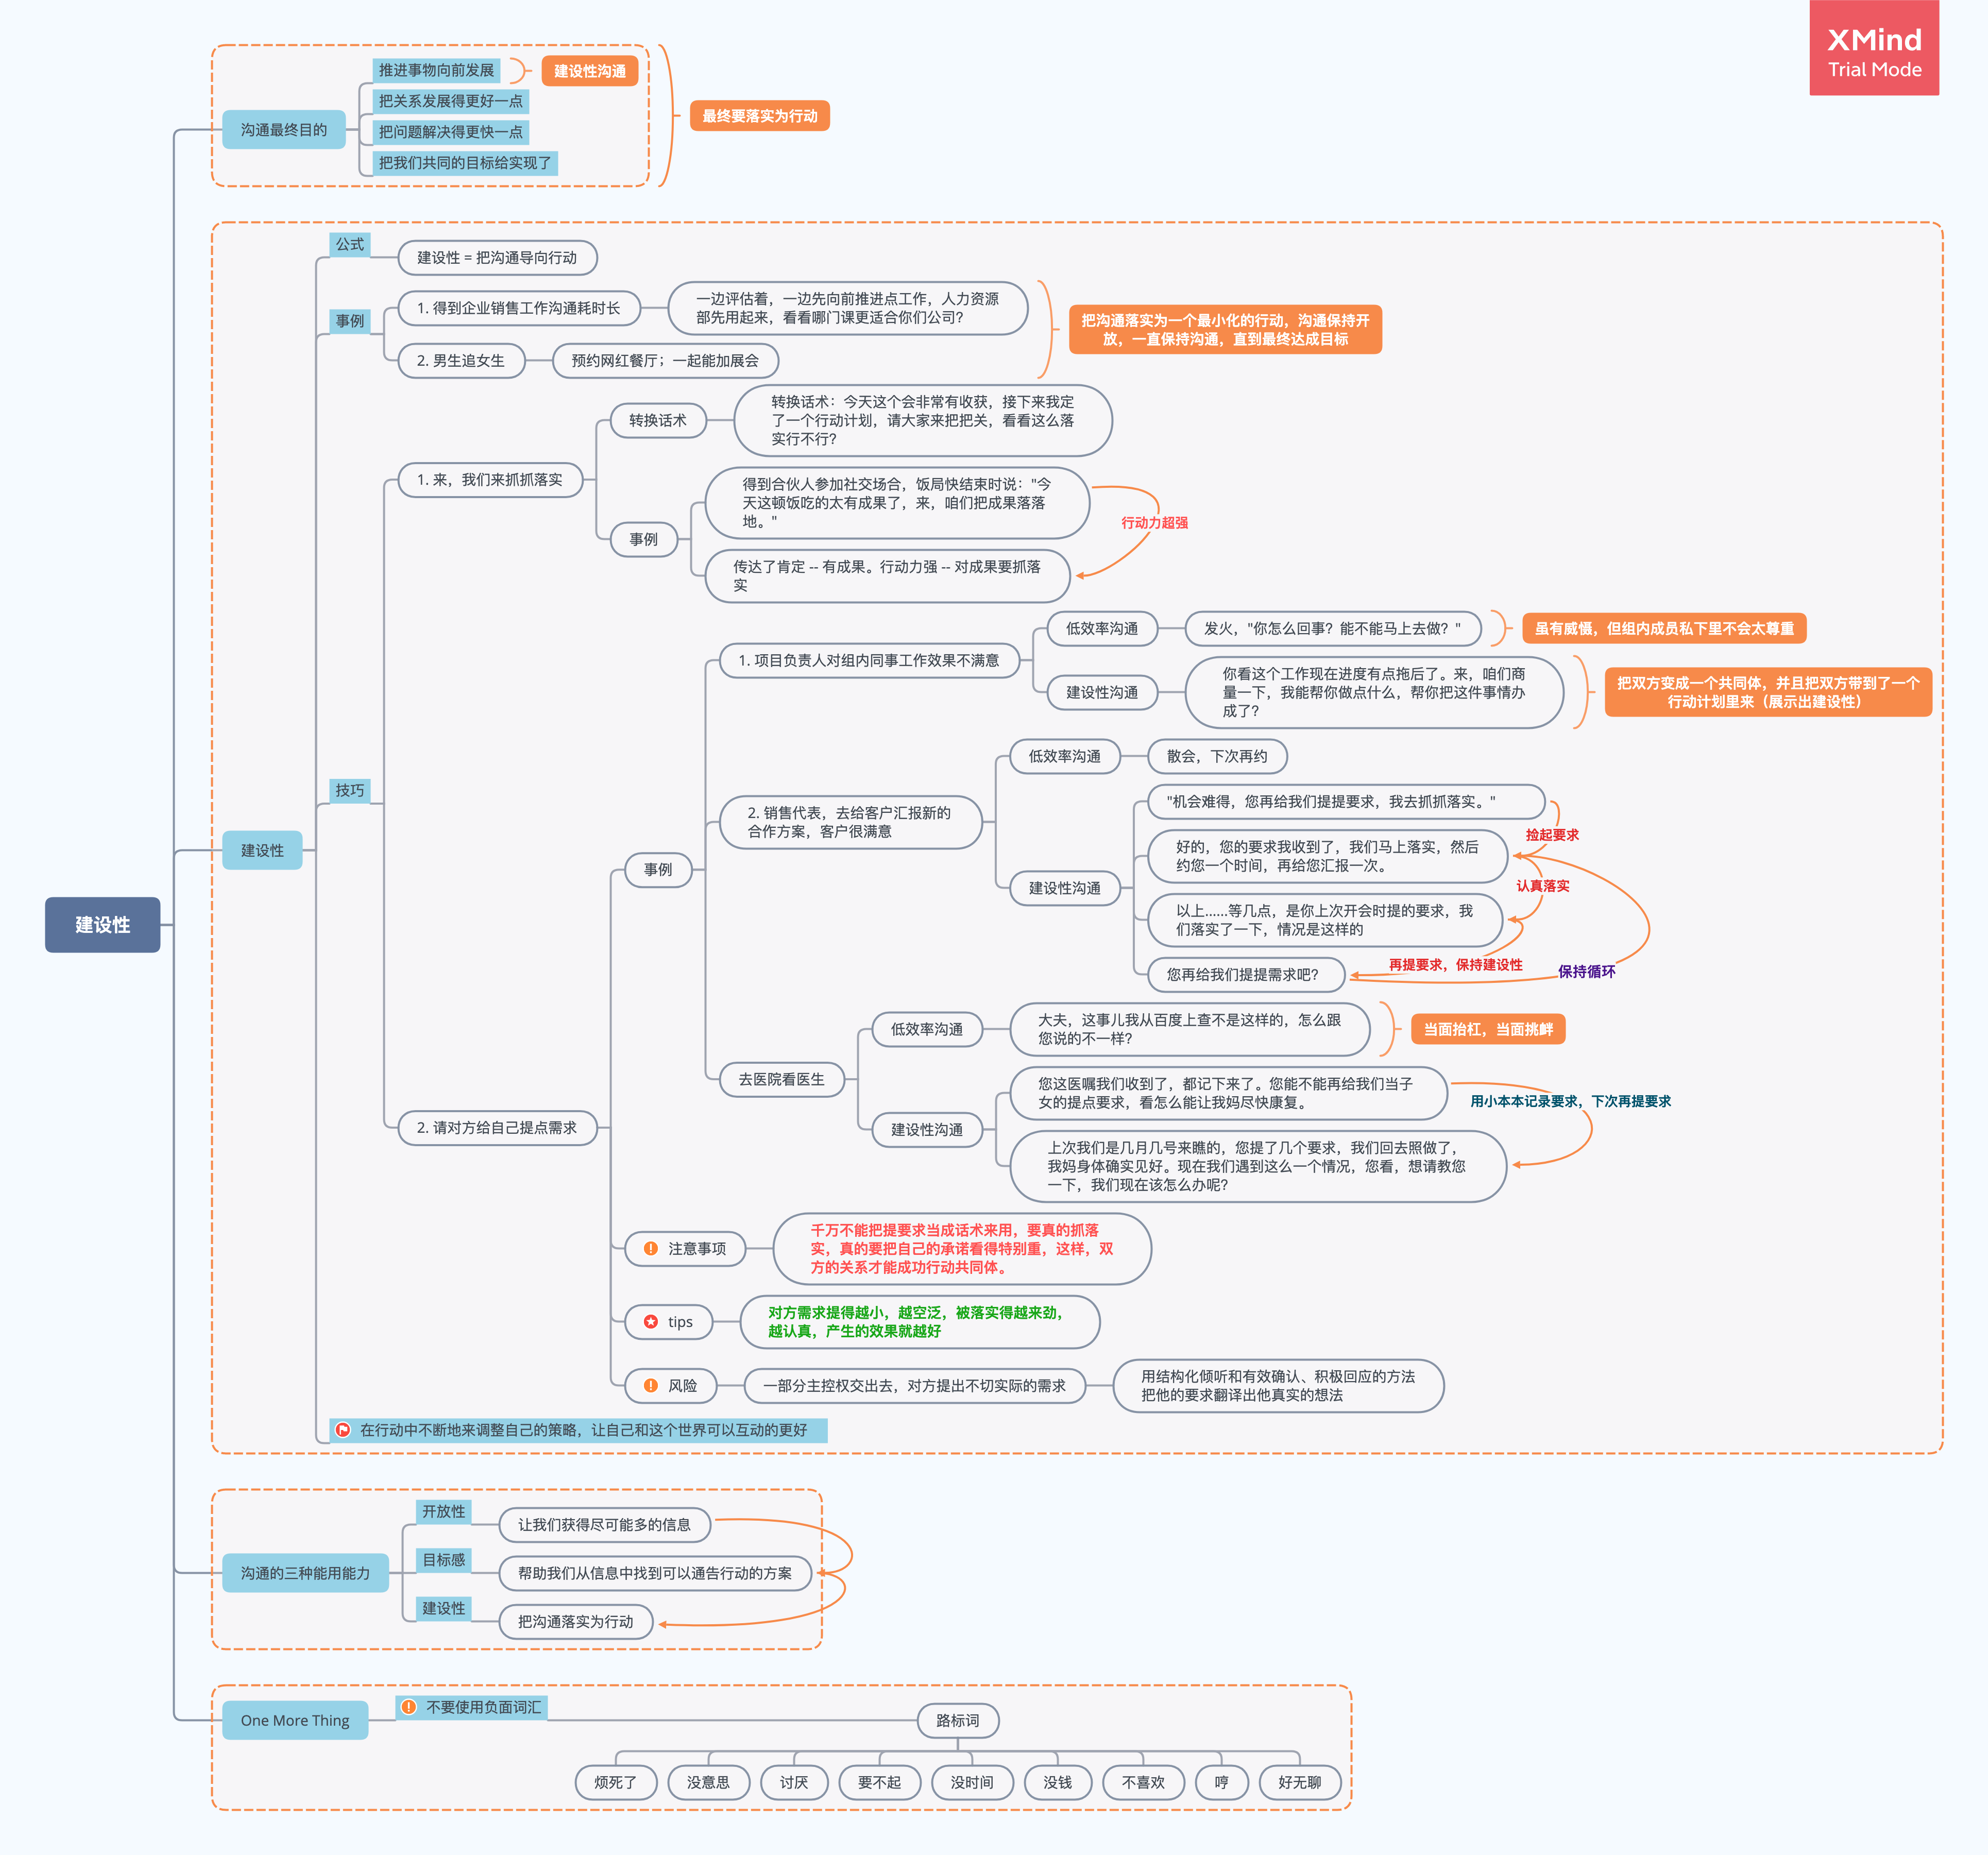 XMind
Trial Mode
建设性
沟通最终目的
推进事物向前发展
建设性沟通
把关系发展得更好一点
把问题解决得更快一点
把我们共同的目标给实现了
最终要落实为行动
建设性
公式
建设性 = 把沟通导向行动
事例
1. 得到企业销售工作沟通耗时长
一边评估着，一边先向前推进点工作，人力资源
部先用起来，看看哪门课更适合你们公司？
2. 男生追女生
预约网红餐厅；一起能加展会
把沟通落实为一个最小化的行动，沟通保持开
放，一直保持沟通，直到最终达成目标
技巧
1. 来，我们来抓抓落实
转换话术
转换话术：今天这个会非常有收获，接下来我定
了一个行动计划，请大家来把把关，看看这么落
实行不行？
事例
得到合伙人参加社交场合，饭局快结束时说："今
天这顿饭吃的太有成果了，来，咱们把成果落落
地。"
行动力超强
传达了肯定 -- 有成果。行动力强 -- 对成果要抓落
实
2. 请对方给自己提点需求
事例
1. 项目负责人对组内同事工作效果不满意
低效率沟通
发火，"你怎么回事？能不能马上去做？"
虽有威慑，但组内成员私下里不会太尊重
建设性沟通
你看这个工作现在进度有点拖后了。来，咱们商
量一下，我能帮你做点什么，帮你把这件事情办
成了？
把双方变成一个共同体，并且把双方带到了一个
行动计划里来（展示出建设性）
2. 销售代表，去给客户汇报新的
合作方案，客户很满意
低效率沟通
散会，下次再约
建设性沟通
"机会难得，您再给我们提提要求，我去抓抓落实。"
捡起要求
好的，您的要求我收到了，我们马上落实，然后
约您一个时间，再给您汇报一次。
认真落实
以上......等几点，是你上次开会时提的要求，我
们落实了一下，情况是这样的
再提要求，保持建设性
您再给我们提提需求吧？
保持循环
去医院看医生
低效率沟通
大夫，这事儿我从百度上查不是这样的，怎么跟
您说的不一样？
当面抬杠，当面挑衅
建设性沟通
您这医嘱我们收到了，都记下来了。您能不能再给我们当子
女的提点要求，看怎么能让我妈尽快康复。
用小本本记录要求，下次再提要求
上次我们是几月几号来瞧的，您提了几个要求，我们回去照做了，
我妈身体确实见好。现在我们遇到这么一个情况，您看，想请教您
一下，我们现在该怎么办呢？
注意事项
千万不能把提要求当成话术来用，要真的抓落
实，真的要把自己的承诺看得特别重，这样，双
方的关系才能成功行动共同体。
tips
对方需求提得越小，越空泛，被落实得越来劲，
越认真，产生的效果就越好
风险
一部分主控权交出去，对方提出不切实际的需求
用结构化倾听和有效确认、积极回应的方法
把他的要求翻译出他真实的想法
在行动中不断地来调整自己的策略，让自己和这个世界可以互动的更好
沟通的三种能用能力
开放性
让我们获得尽可能多的信息
目标感
帮助我们从信息中找到可以通告行动的方案
建设性
把沟通落实为行动
One More Thing
不要使用负面词汇
路标词
烦死了 没意思 讨厌 要不起 没时间 没钱 不喜欢 哼 好无聊